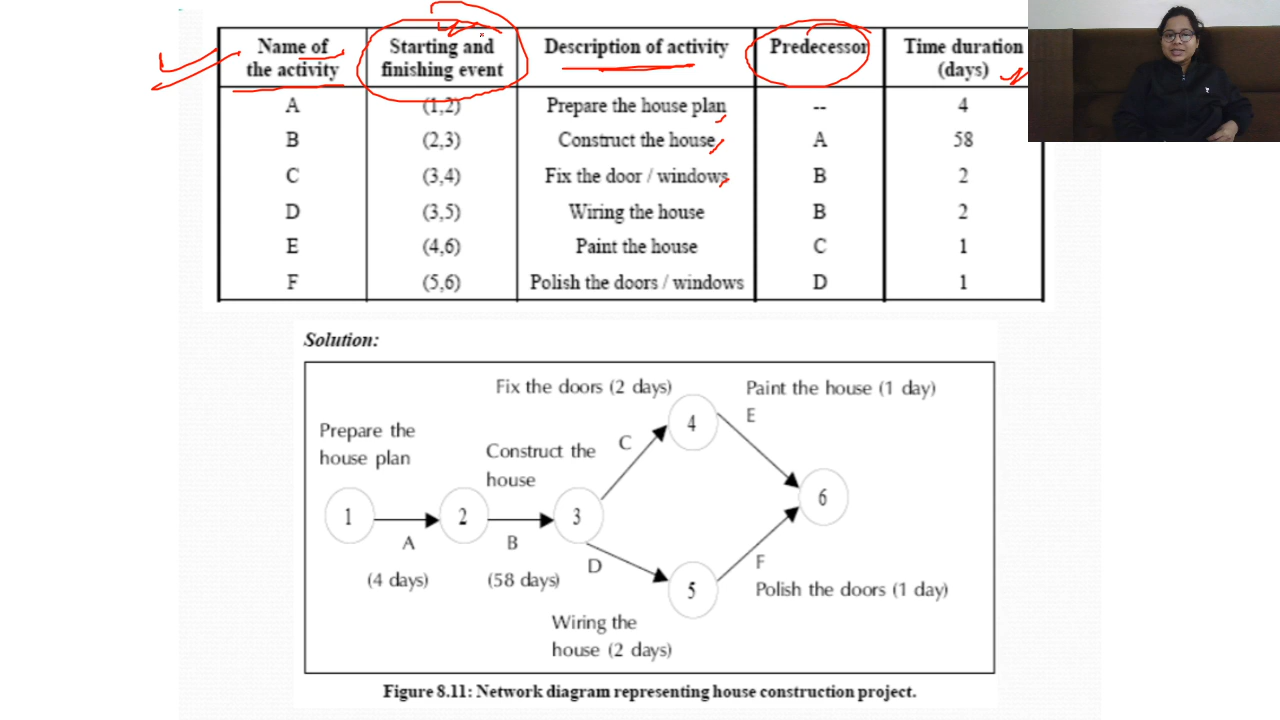 Name of the activity | Starting and finishing event | Description of activity | Predecessor | Time duration (days)
A | (1,2) | Prepare the house plan | -- | 4
B | (2,3) | Construct the house | A | 58
C | (3,4) | Fix the door / windows | B | 2
D | (3,5) | Wiring the house | B | 2
E | (4,6) | Paint the house | C | 1
F | (5,6) | Polish the doors / windows | D | 1
Solution:
Fix the doors (2 days)
Paint the house (1 day)
4
E
Prepare the
house plan
C
Construct the
house
1
2
3
6
A
B
D
F
(4 days)
(58 days)
5
Polish the doors (1 day)
Wiring the
house (2 days)
Figure 8.11: Network diagram representing house construction project.